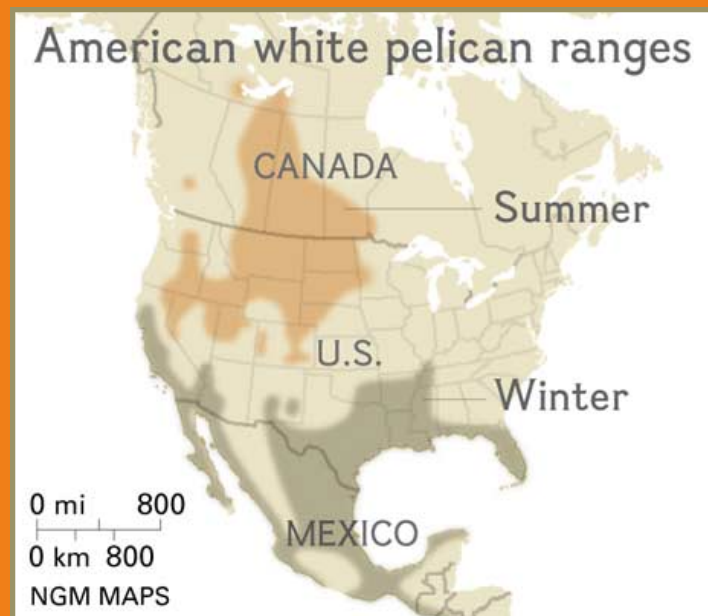 American white pelican ranges
CANADA
Summer
U.S.
Winter
MEXICO
0 mi 800
0 km 800
NGM MAPS